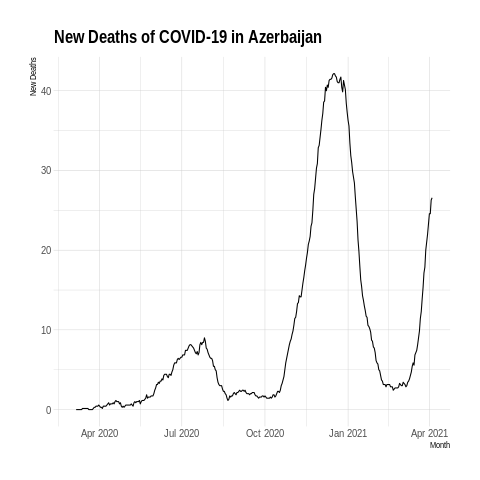 New Deaths of COVID-19 in Azerbaijan
New Deaths
40
30
20
10
0
Apr 2020 Jul 2020 Oct 2020 Jan 2021 Apr 2021
Month